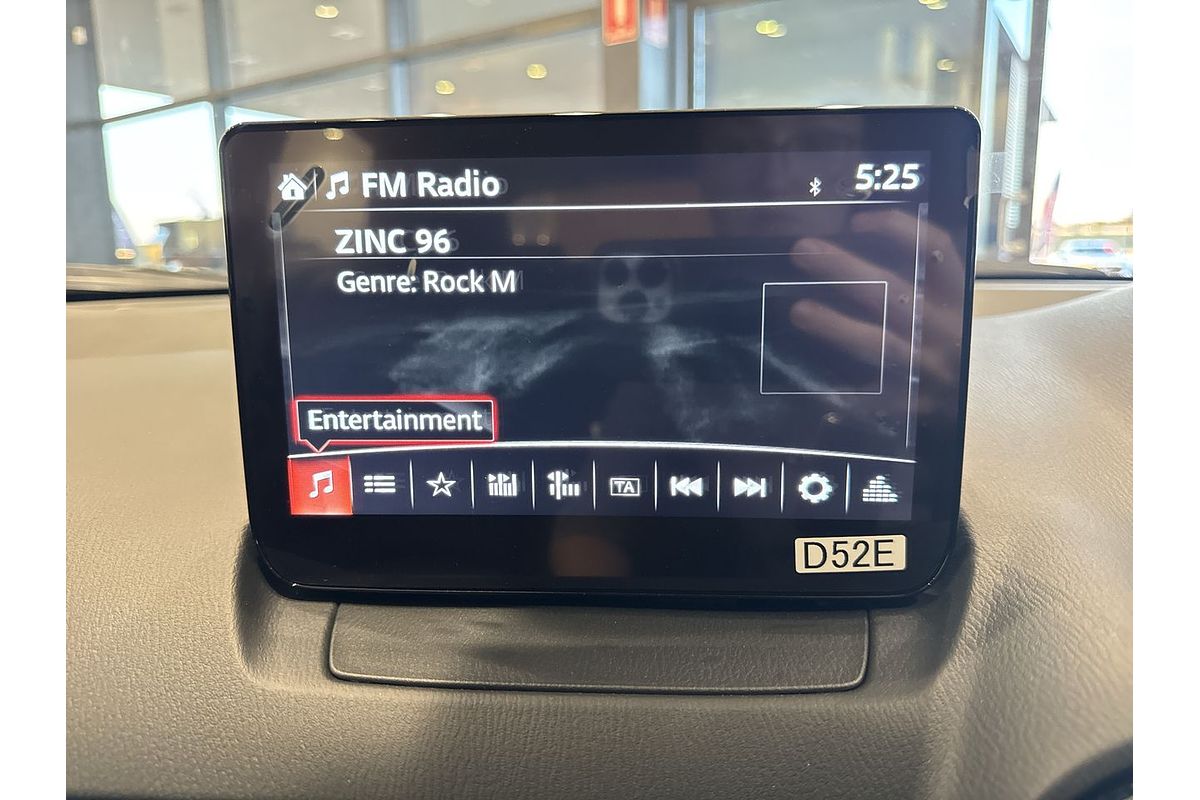 FM Radio
5:25
ZINC 96
Genre: Rock M
Entertainment
TA
D52E